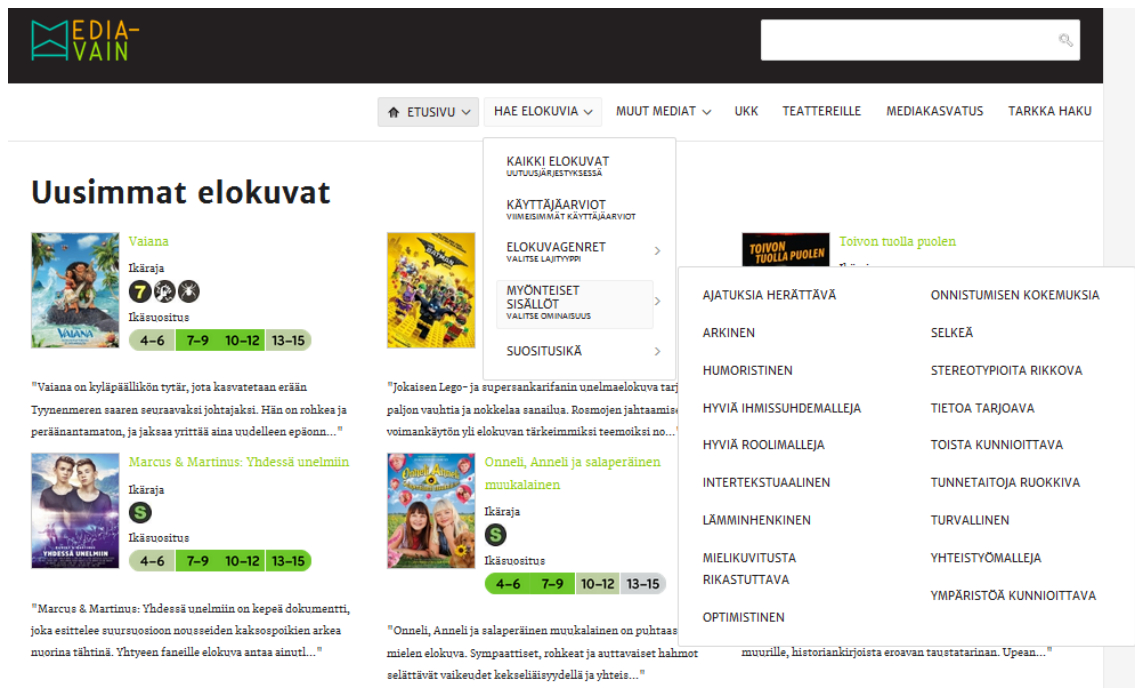 MEDIA-
VAIN
ETUSIVU
HAE ELOKUVIA
MUUT MEDIAT
UKK
TEATTEREILLE
MEDIAKASVATUS
TARKKA HAKU
KAIKKI ELOKUVAT
UUTUUSJÄRJESTYKSESSÄ
KÄYTTÄJÄARVIOT
VIIMEISIMMÄT KÄYTTÄJÄARVIOT
ELOKUVAGENRET
VALITSE LAJITYYPPI
MYÖNTEISET
SISÄLLÖT
VALITSE OMINAISUUS
SUOSITUSIKÄ
AJATUKSIA HERÄTTÄVÄ
ARKINEN
HUMORISTINEN
HYVIÄ IHMISSUHDEMALLEJA
HYVIÄ ROOLIMALLEJA
INTERTEKSTUAALINEN
LÄMMINHENKINEN
MIELIKUVITUSTA
RIKASTUTTAVA
OPTIMISTINEN
ONNISTUMISEN KOKEMUKSIA
SELKEÄ
STEREOTYPIOITA RIKKOVA
TIETOA TARJOAVA
TOISTA KUNNIOITTAVA
TUNNETAITOJA RUOKKIVA
TURVALLINEN
YHTEISTYÖMALLEJA
YMPÄRISTÖÄ KUNNIOITTAVA
Uusimmat elokuvat
VAIANA
Vaiana
Ikäraja
7
Ikäsuositus
4–6 7–9 10–12 13–15
"Vaiana on kyläpäällikön tytär, jota kasvatetaan erään
Tyynenmeren saaren seuraavaksi johtajaksi. Hän on rohkea ja
peräänantamaton, ja jaksaa yrittää aina uudelleen epäonn..."
"Jokaisen Lego- ja supersankarifanin unelmaelokuva tarj
paljon vauhtia ja nokkelaa sanailua. Rosmojen jahtaamise
voimankäytön yli elokuvan tärkeimmiksi teemoiksi no..."
TOIVON
TUOLLA PUOLEN
Toivon tuolla puolen
YHDESSÄ UNELMIIN
Marcus & Martinus: Yhdessä unelmiin
Ikäraja
S
Ikäsuositus
4–6 7–9 10–12 13–15
"Marcus & Martinus: Yhdessä unelmiin on kepeä dokumentti,
joka esittelee suursuosioon nousseiden kaksospoikien arkea
nuorina tähtinä. Yhtyeen faneille elokuva antaa ainutl..."
Onneli, Anneli ja salaperäinen
muukalainen
Ikäraja
S
Ikäsuositus
4–6 7–9 10–12 13–15
"Onneli, Anneli ja salaperäinen muukalainen on puhtaas
mielen elokuva. Sympaattiset, rohkeat ja auttavaiset hahmot
selättävät vaikeudet kekseliäisyydellä ja yhteis..."
muurille, historiankirjoista eroavan taustatarinan. Upean..."